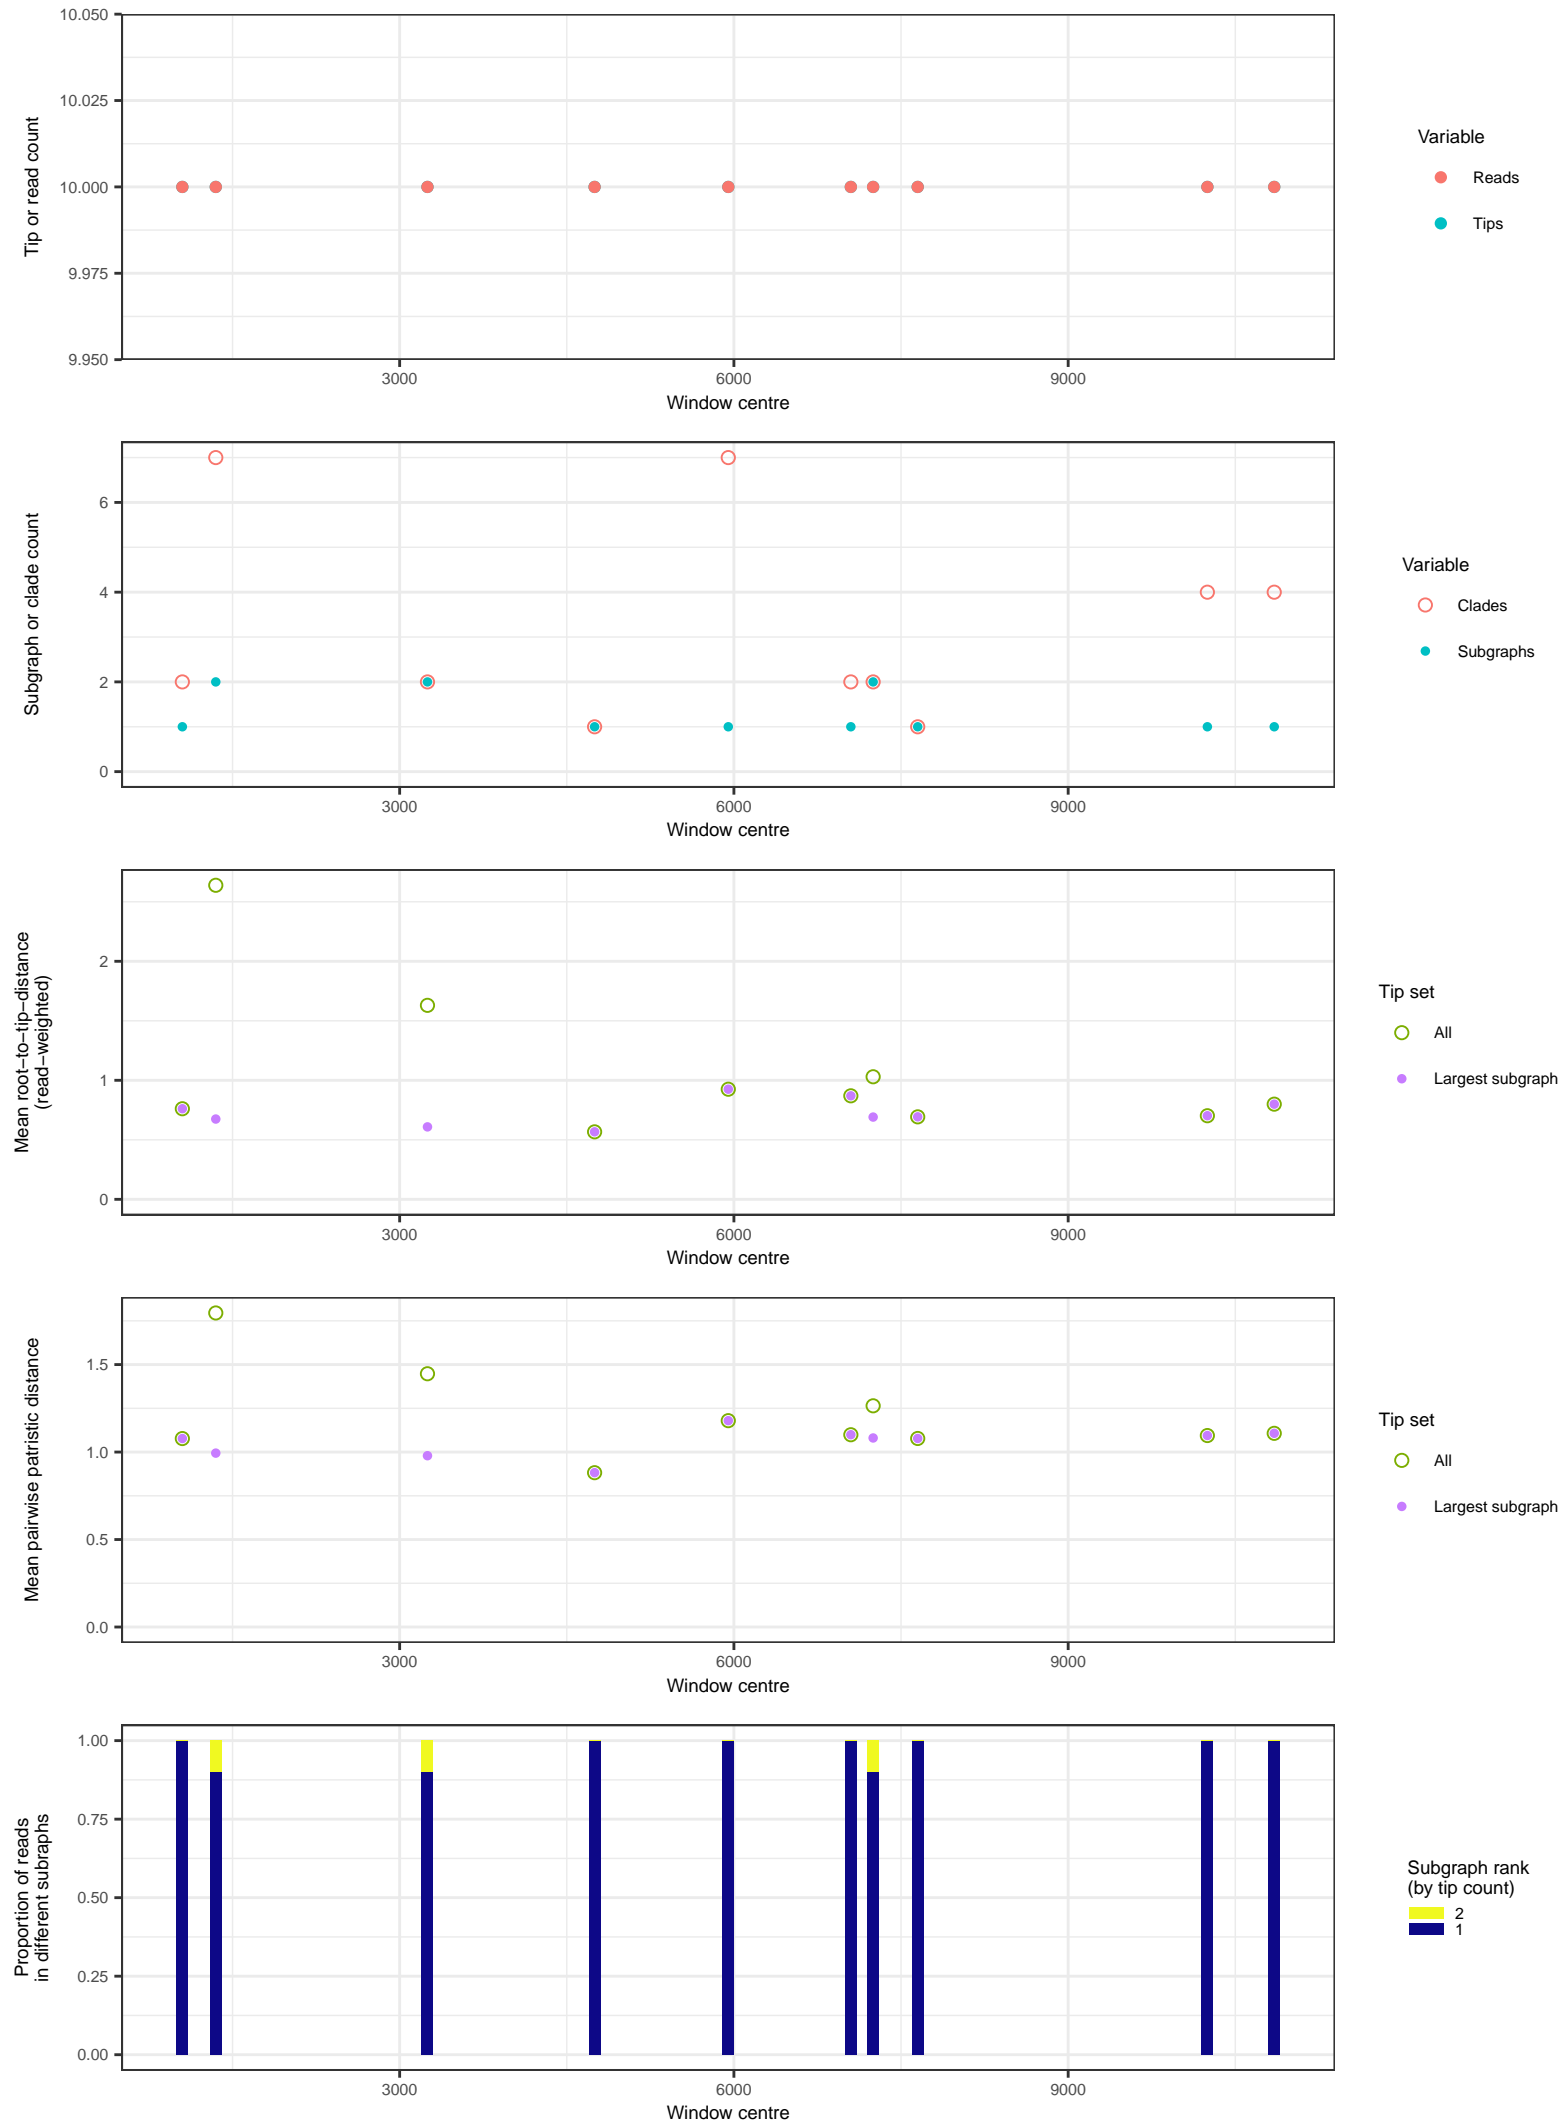 10.050
10.025
10.000
9.975
9.950
Tip or read count
3000
6000
9000
Window centre
Variable
Reads
Tips
6
4
2
0
Subgraph or clade count
3000
6000
9000
Window centre
Variable
Clades
Subgraphs
2
1
0
Mean root−to−tip−distance
(read−weighted)
3000
6000
9000
Window centre
Tip set
All
Largest subgraph
1.5
1.0
0.5
0.0
Mean pairwise patristic distance
3000
6000
9000
Window centre
Tip set
All
Largest subgraph
1.00
0.75
0.50
0.25
0.00
Proportion of reads
in different subraphs
3000
6000
9000
Window centre
Subgraph rank
(by tip count)
2
1